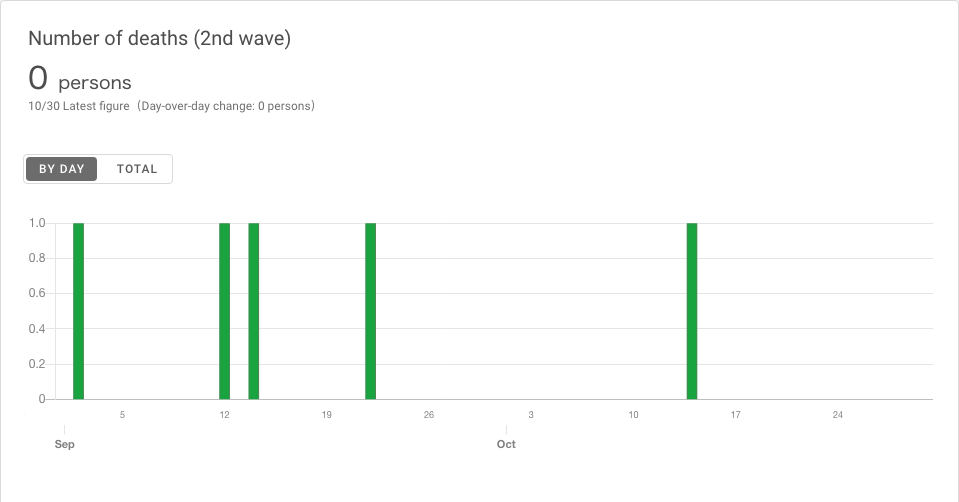 Number of deaths (2nd wave)
0 persons
10/30 Latest figure (Day-over-day change: 0 persons)
BY DAY TOTAL
1.0
0.8
0.6
0.4
0.2
0
5 12 19 26 3 10 17 24
Sep Oct